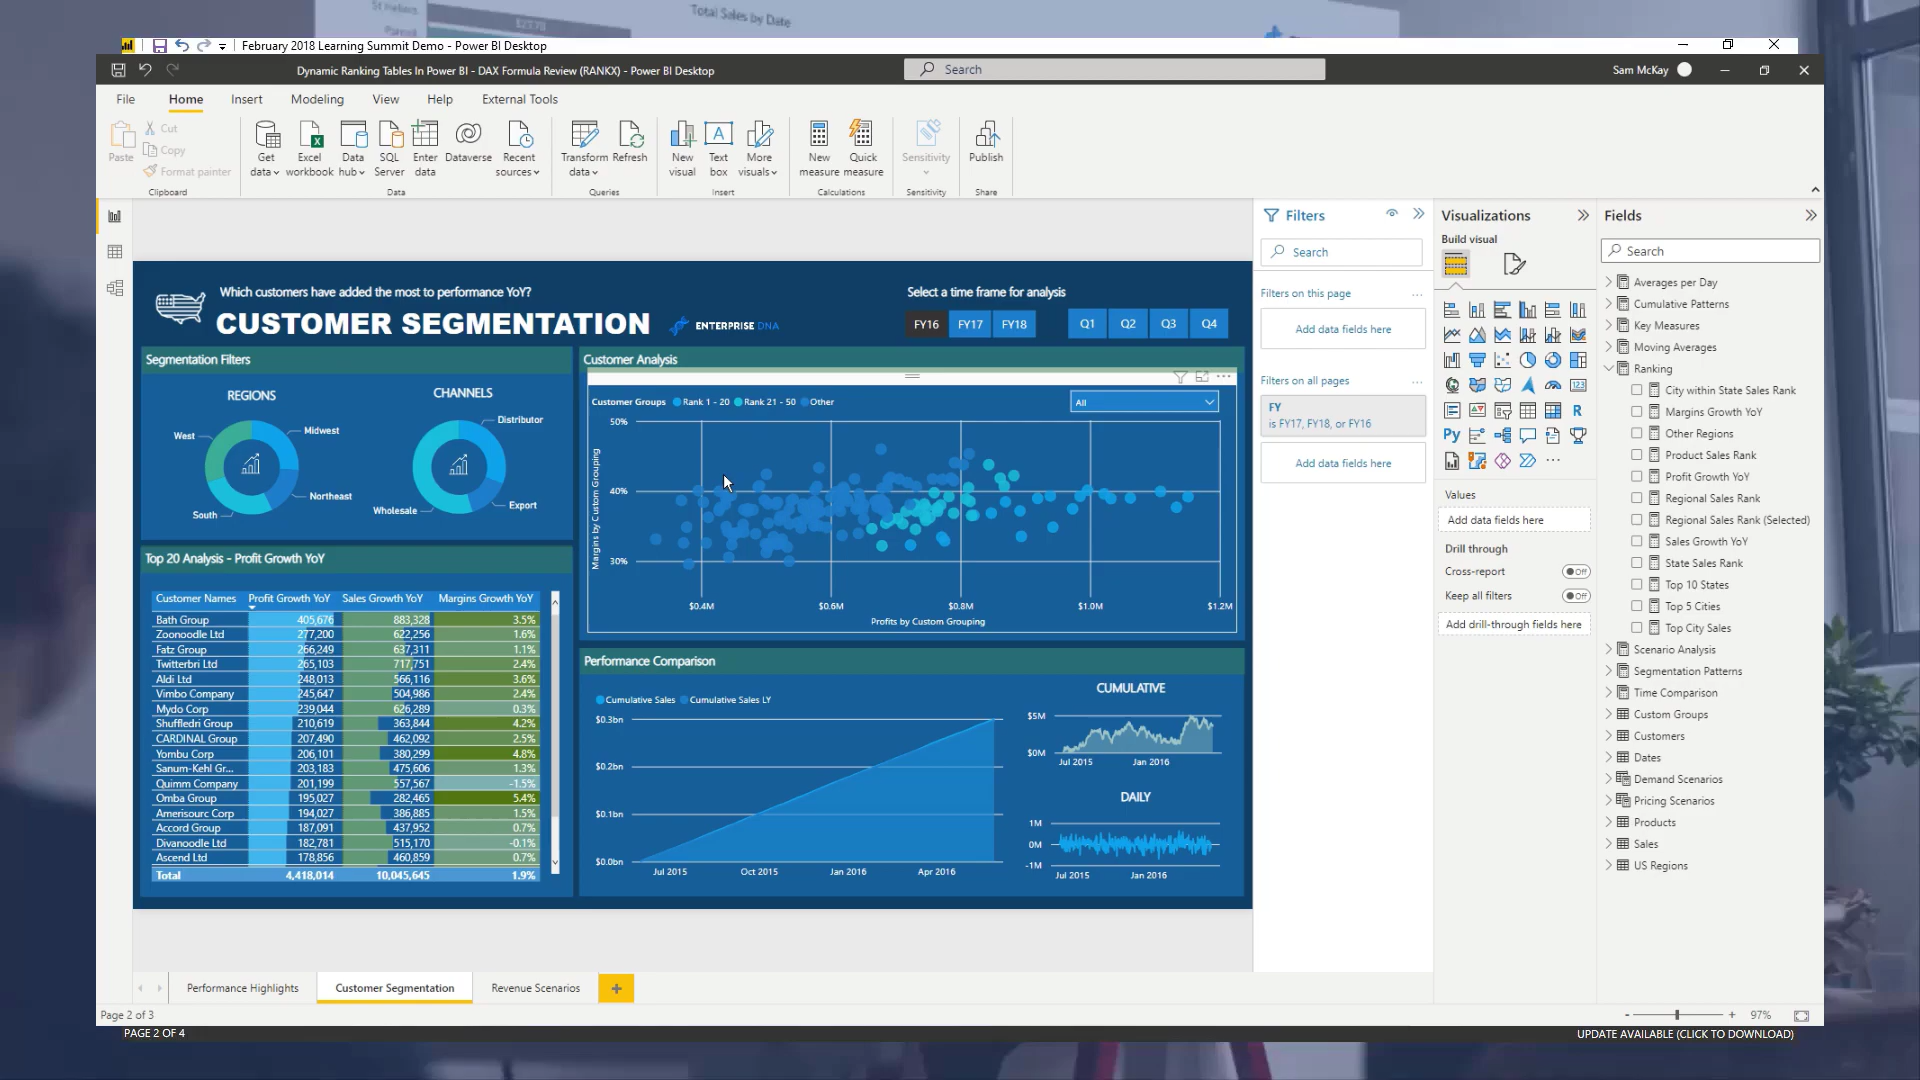 St Heliers
$2270
Total Sales by Date
February 2018 Learning Summit Demo - Power BI Desktop
Dynamic Ranking Tables In Power BI - DAX Formula Review (RANKX) - Power BI Desktop
Search
Sam McKay
File Home Insert Modeling View Help External Tools
Paste
Cut
Copy
Format painter
Clipboard
Get data
Excel workbook
Data hub
SQL Server
Enter data
Dataverse
Recent sources
Data
Transform data
Refresh
Queries
New visual
Text box
More visuals
Insert
New measure
Quick measure
Calculations
Sensitivity
Sensitivity
Publish
Share
Which customers have added the most to performance YoY?
CUSTOMER SEGMENTATION
ENTERPRISE DNA
Select a time frame for analysis
FY16 FY17 FY18 Q1 Q2 Q3 Q4
Segmentation Filters
REGIONS
West
Midwest
Northeast
South
CHANNELS
Distributor
Wholesale
Export
Top 20 Analysis - Profit Growth YoY
Customer Names Profit Growth YoY Sales Growth YoY Margins Growth YoY
Bath Group 405,676 883,328 3.5%
Zoonoodle Ltd 277,200 622,256 1.6%
Fatz Group 266,249 637,311 1.1%
Twitterbri Ltd 265,103 717,751 2.4%
Aldi Ltd 248,013 566,116 3.6%
Vimbo Company 245,647 504,986 2.4%
Mydo Corp 239,044 626,289 0.3%
Shuffledri Group 210,619 363,844 4.2%
CARDINAL Group 207,490 462,092 2.5%
Yombu Corp 206,101 380,299 4.8%
Sanum-Kehl Gr... 203,183 475,606 1.3%
Quimm Company 201,199 557,567 -1.5%
Omba Group 195,027 282,465 5.4%
Amerisourc Corp 194,027 386,885 1.5%
Accord Group 187,091 437,952 0.7%
Divanoodle Ltd 182,781 515,170 -0.1%
Ascend Ltd 178,856 460,859 0.7%
Total 4,418,014 10,045,645 1.9%
Customer Analysis
Customer Groups Rank 1 - 20 Rank 21 - 50 Other
All
Margins by Custom Grouping
50%
40%
30%
$0.4M $0.6M $0.8M $1.0M $1.2M
Profits by Custom Grouping
Performance Comparison
Cumulative Sales Cumulative Sales LY
$0.3bn
$0.2bn
$0.1bn
$0.0bn
Jul 2015 Oct 2015 Jan 2016 Apr 2016
CUMULATIVE
$5M
$0M
Jul 2015 Jan 2016
DAILY
1M
0M
-1M
Jul 2015 Jan 2016
Filters
Search
Filters on this page
Add data fields here
Filters on all pages
FY
is FY17, FY18, or FY16
Add data fields here
Visualizations
Build visual
R
Py
Values
Add data fields here
Drill through
Cross-report Off
Keep all filters Off
Add drill-through fields here
Fields
Search
Averages per Day
Cumulative Patterns
Key Measures
Moving Averages
Ranking
City within State Sales Rank
Margins Growth YoY
Other Regions
Product Sales Rank
Profit Growth YoY
Regional Sales Rank
Regional Sales Rank (Selected)
Sales Growth YoY
State Sales Rank
Top 10 States
Top 5 Cities
Top City Sales
Scenario Analysis
Segmentation Patterns
Time Comparison
Custom Groups
Customers
Dates
Demand Scenarios
Pricing Scenarios
Products
Sales
US Regions
Performance Highlights Customer Segmentation Revenue Scenarios
Page 2 of 3
97%
PAGE 2 OF 4
UPDATE AVAILABLE (CLICK TO DOWNLOAD)